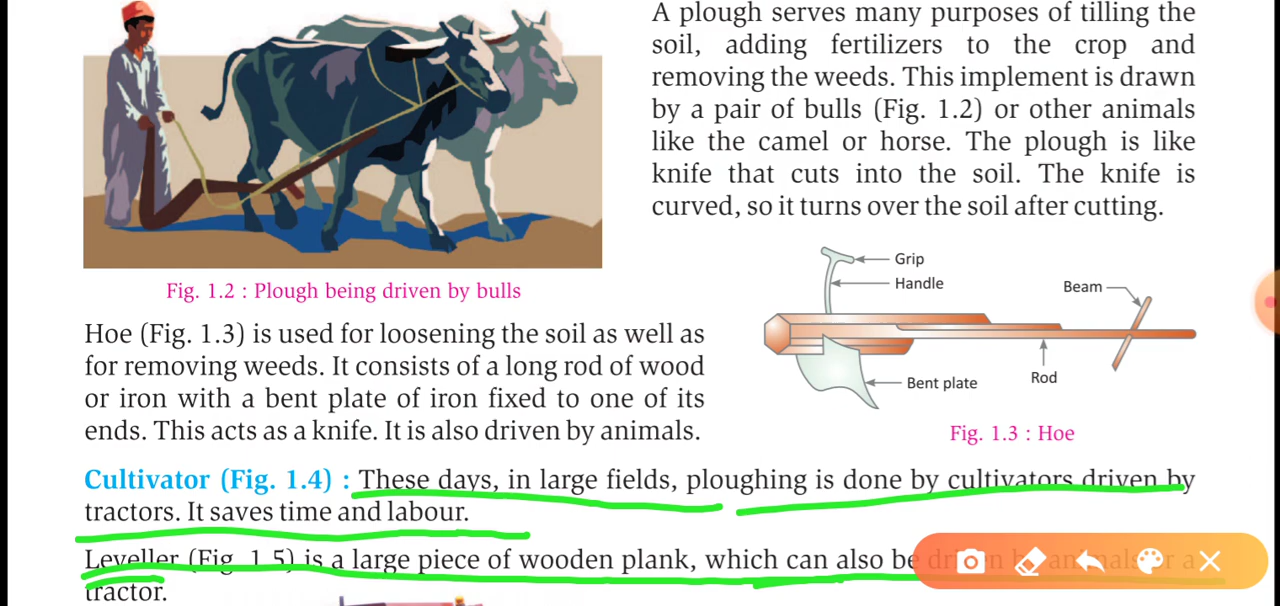 A plough serves many purposes of tilling the
soil, adding fertilizers to the crop and
removing the weeds. This implement is drawn
by a pair of bulls (Fig. 1.2) or other animals
like the camel or horse. The plough is like
knife that cuts into the soil. The knife is
curved, so it turns over the soil after cutting.
Fig. 1.2 : Plough being driven by bulls
Grip
Handle
Beam
Rod
Bent plate
Fig. 1.3 : Hoe
Hoe (Fig. 1.3) is used for loosening the soil as well as
for removing weeds. It consists of a long rod of wood
or iron with a bent plate of iron fixed to one of its
ends. This acts as a knife. It is also driven by animals.
Cultivator (Fig. 1.4) : These days, in large fields, ploughing is done by cultivators driven by
tractors. It saves time and labour.
Leveller (Fig. 1.5) is a large piece of wooden plank, which can also be driven by animals or a
tractor.